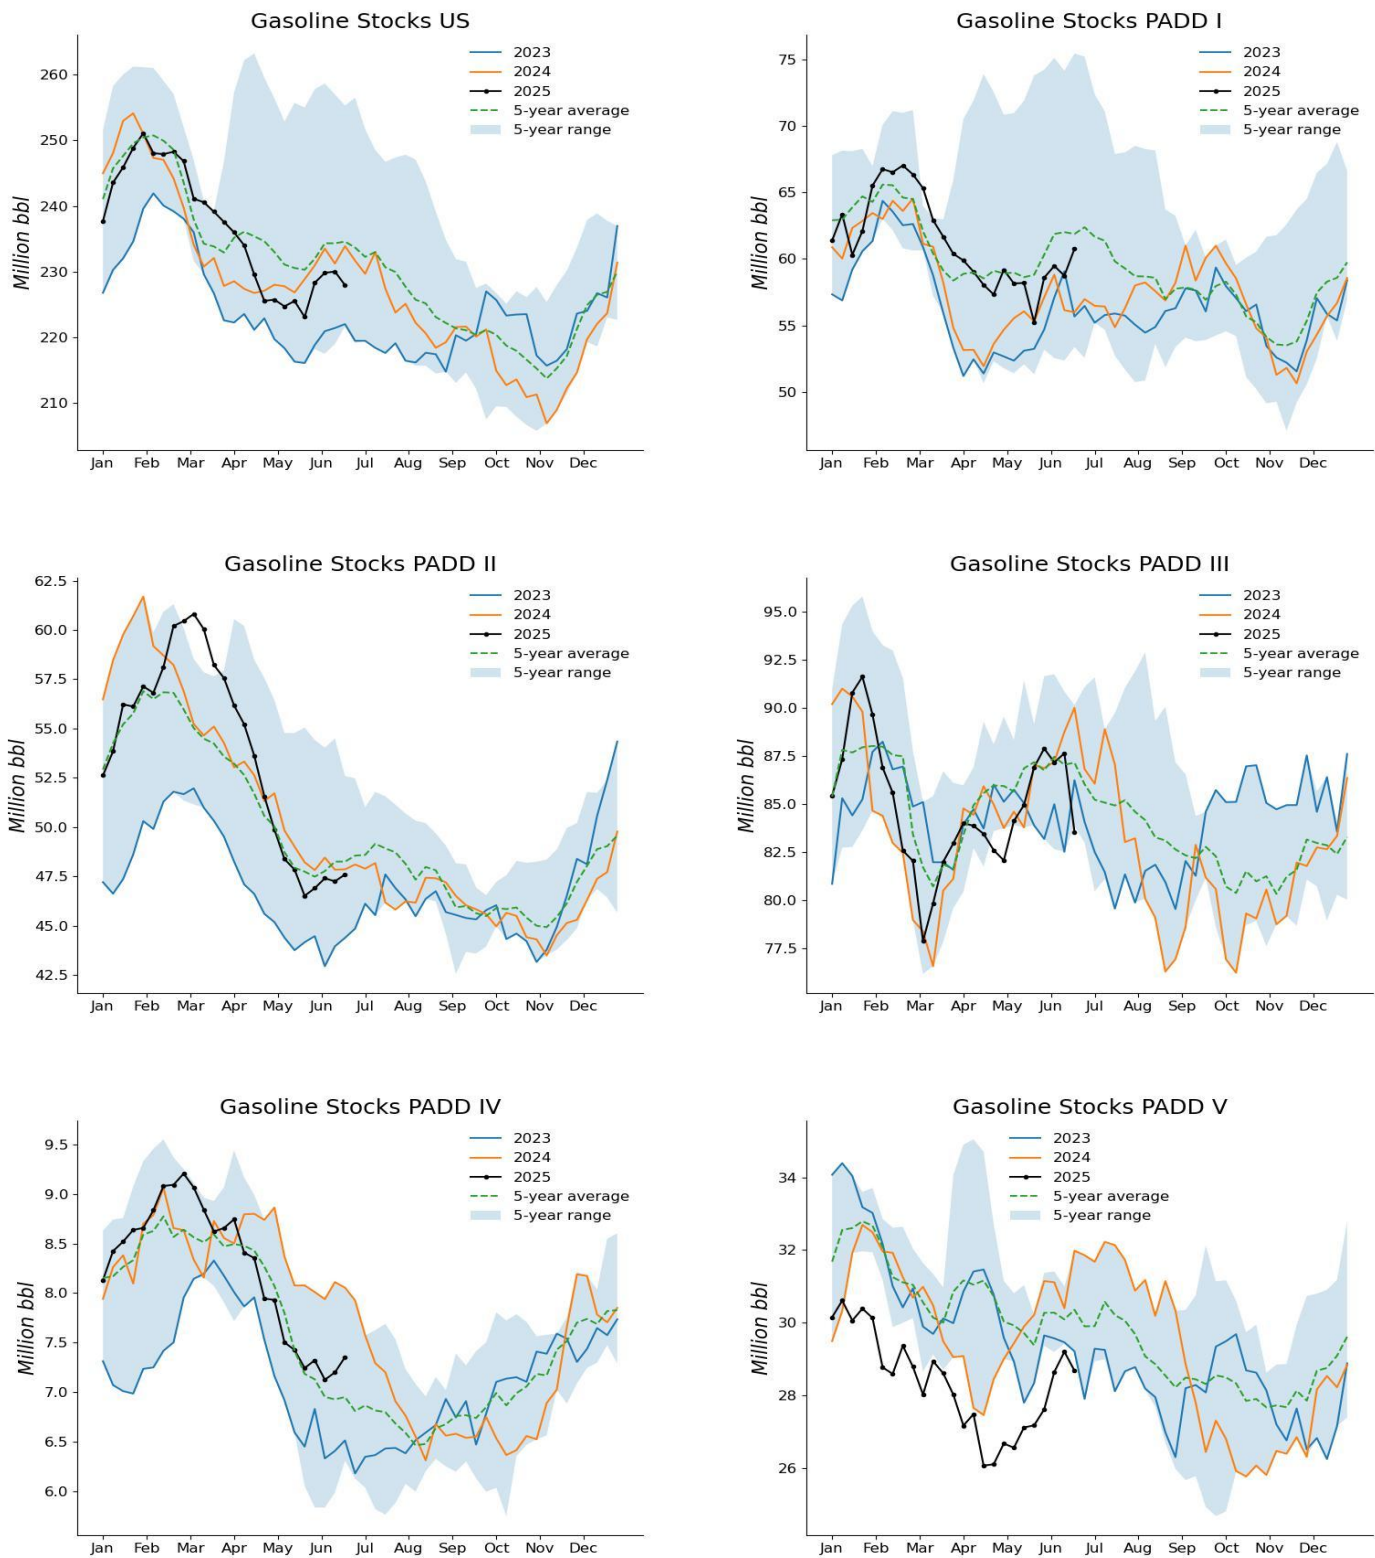 Gasoline Stocks US
Million bbl
260
250
240
230
220
210
Jan Feb Mar Apr May Jun Jul Aug Sep Oct Nov Dec
2023
2024
2025
5-year average
5-year range
Gasoline Stocks PADD I
Million bbl
75
70
65
60
55
50
Jan Feb Mar Apr May Jun Jul Aug Sep Oct Nov Dec
2023
2024
2025
5-year average
5-year range
Gasoline Stocks PADD II
Million bbl
62.5
60.0
57.5
55.0
52.5
50.0
47.5
45.0
42.5
Jan Feb Mar Apr May Jun Jul Aug Sep Oct Nov Dec
2023
2024
2025
5-year average
5-year range
Gasoline Stocks PADD III
Million bbl
95.0
92.5
90.0
87.5
85.0
82.5
80.0
77.5
Jan Feb Mar Apr May Jun Jul Aug Sep Oct Nov Dec
2023
2024
2025
5-year average
5-year range
Gasoline Stocks PADD IV
Million bbl
9.5
9.0
8.5
8.0
7.5
7.0
6.5
6.0
Jan Feb Mar Apr May Jun Jul Aug Sep Oct Nov Dec
2023
2024
2025
5-year average
5-year range
Gasoline Stocks PADD V
Million bbl
34
32
30
28
26
Jan Feb Mar Apr May Jun Jul Aug Sep Oct Nov Dec
2023
2024
2025
5-year average
5-year range